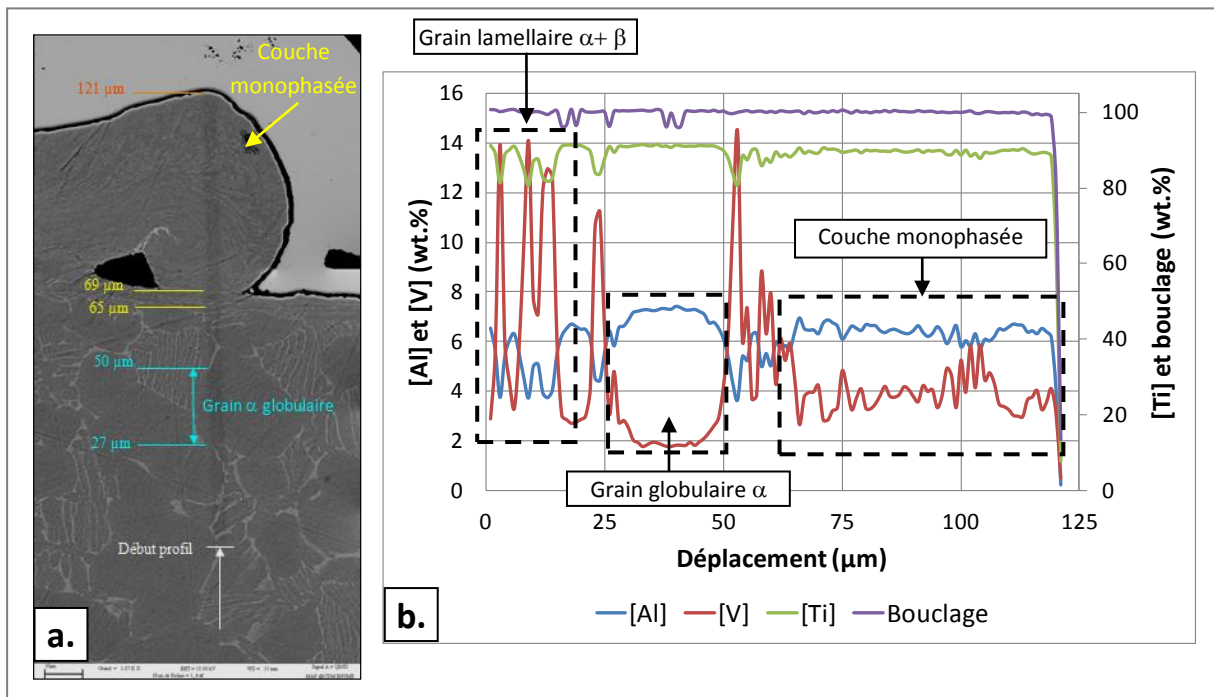 Couche
monophasée
121 µm
69 µm
65 µm
50 µm
Grain α globulaire
27 µm
Début profil
a.
Grain lamellaire α+ β
[Al] et [V] (wt.%)
16
14
12
10
8
6
4
2
0
0
25
50
75
100
125
Déplacement (µm)
100
80
60
40
20
0
[Ti] et bouclage (wt.%)
Couche monophasée
Grain globulaire α
b.
[Al]
[V]
[Ti]
Bouclage